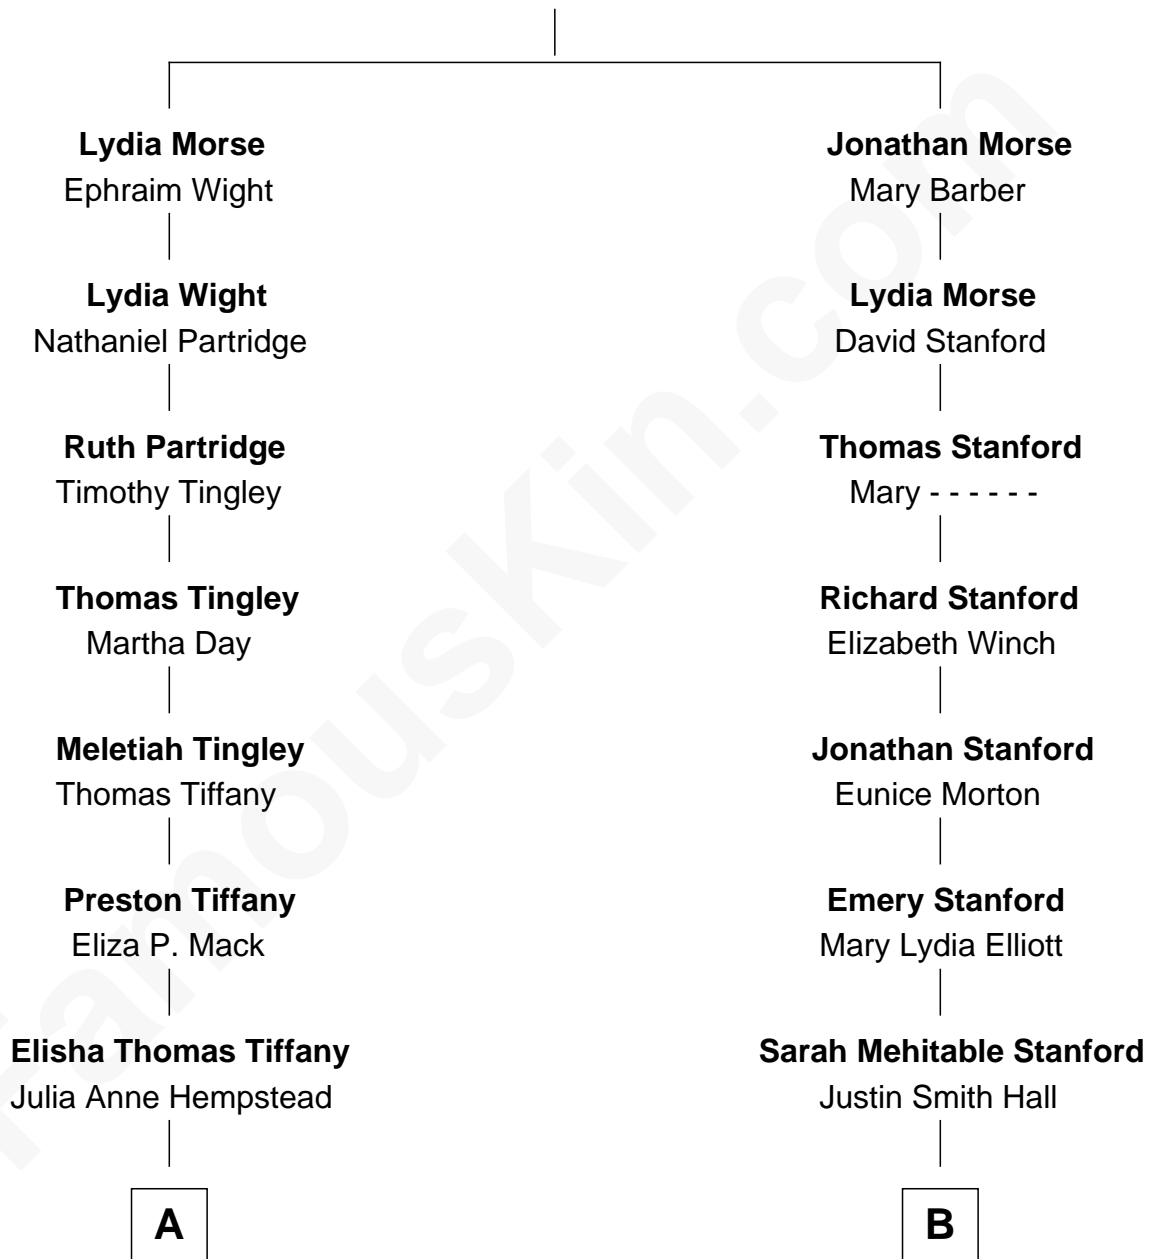 Lydia Morse
Ephraim Wight
Jonathan Morse
Mary Barber
Lydia Wight
Nathaniel Partridge
Lydia Morse
David Stanford
Ruth Partridge
Timothy Tingley
Thomas Stanford
Mary - - - - - -
Thomas Tingley
Martha Day
Richard Stanford
Elizabeth Winch
Meletiah Tingley
Thomas Tiffany
Jonathan Stanford
Eunice Morton
Preston Tiffany
Eliza P. Mack
Emery Stanford
Mary Lydia Elliott
Elisha Thomas Tiffany
Julia Anne Hempstead
Sarah Mehitable Stanford
Justin Smith Hall
A
B
FamousKin.com